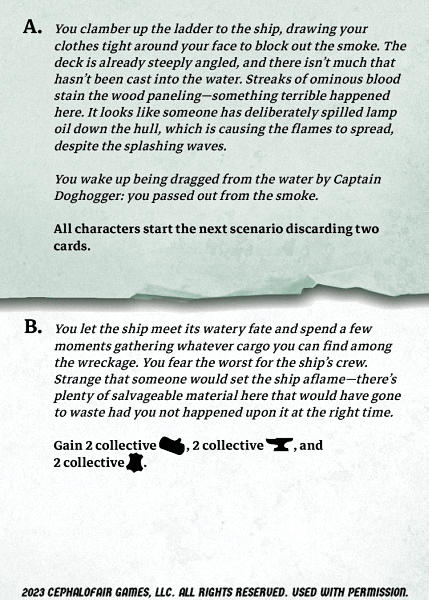 A. You clamber up the ladder to the ship, drawing your
clothes tight around your face to block out the smoke. The
deck is already steeply angled, and there isn't much that
hasn't been cast into the water. Streaks of ominous blood
stain the wood paneling—something terrible happened
here. It looks like someone has deliberately spilled lamp
oil down the hull, which is causing the flames to spread,
despite the splashing waves.
You wake up being dragged from the water by Captain
Doghogger: you passed out from the smoke.
All characters start the next scenario discarding two
cards.
B. You let the ship meet its watery fate and spend a few
moments gathering whatever cargo you can find among
the wreckage. You fear the worst for the ship's crew.
Strange that someone would set the ship aflame—there's
plenty of salvageable material here that would have gone
to waste had you not happened upon it at the right time.
Gain 2 collective , 2 collective , and
2 collective .
2023 CEPHALOFAIR GAMES, LLC. ALL RIGHTS RESERVED. USED WITH PERMISSION.